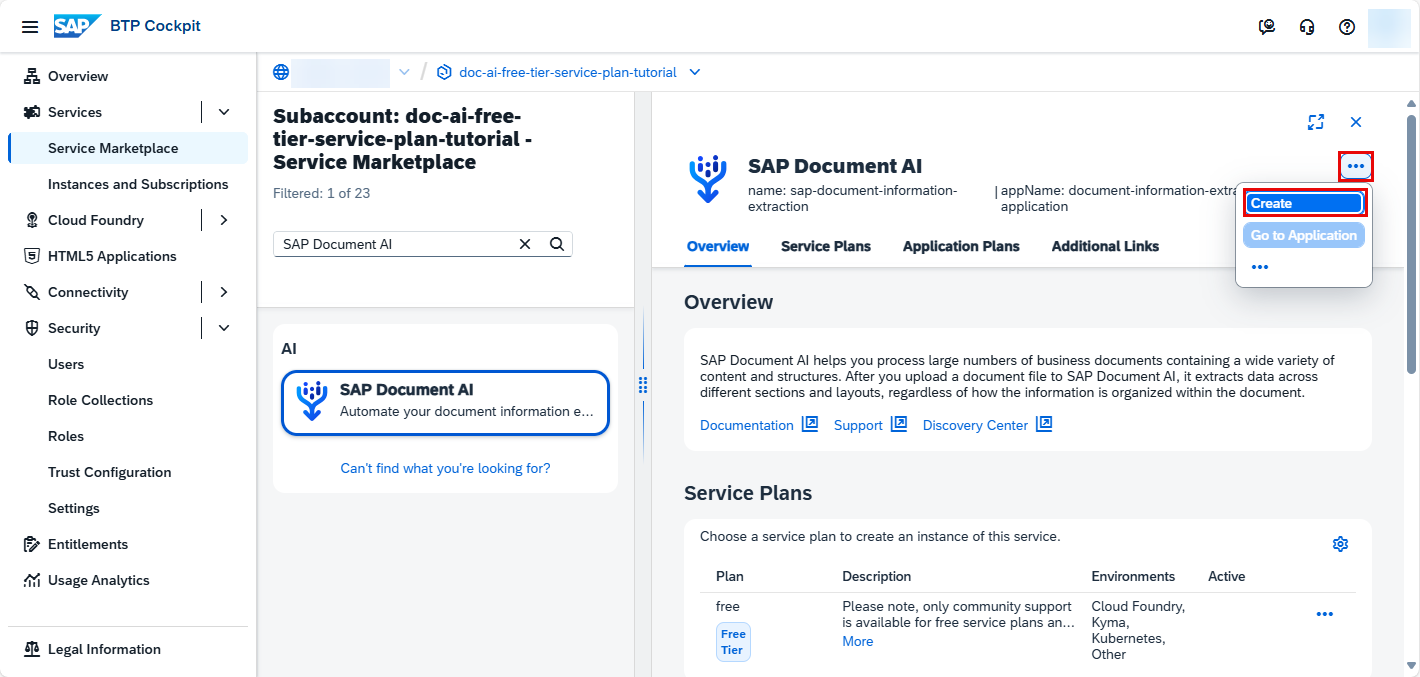 SAP BTP Cockpit
Overview
Services
Service Marketplace
Instances and Subscriptions
Cloud Foundry
HTML5 Applications
Connectivity
Security
Users
Role Collections
Roles
Trust Configuration
Settings
Entitlements
Usage Analytics
Legal Information
/ doc-ai-free-tier-service-plan-tutorial
Subaccount: doc-ai-free-
tier-service-plan-tutorial -
Service Marketplace
Filtered: 1 of 23
SAP Document AI
AI
SAP Document AI
Automate your document information e...
Can't find what you're looking for?
SAP Document AI
name: sap-document-information-
extraction
| appName: document-information-extra
application
Create
Go to Application
Overview Service Plans Application Plans Additional Links
Overview
SAP Document AI helps you process large numbers of business documents containing a wide variety of
content and structures. After you upload a document file to SAP Document AI, it extracts data across
different sections and layouts, regardless of how the information is organized within the document.
Documentation Support Discovery Center
Service Plans
Choose a service plan to create an instance of this service.
Plan Description Environments Active
free
Free
Tier
Please note, only community support
is available for free service plans an...
More
Cloud Foundry,
Kyma,
Kubernetes,
Other